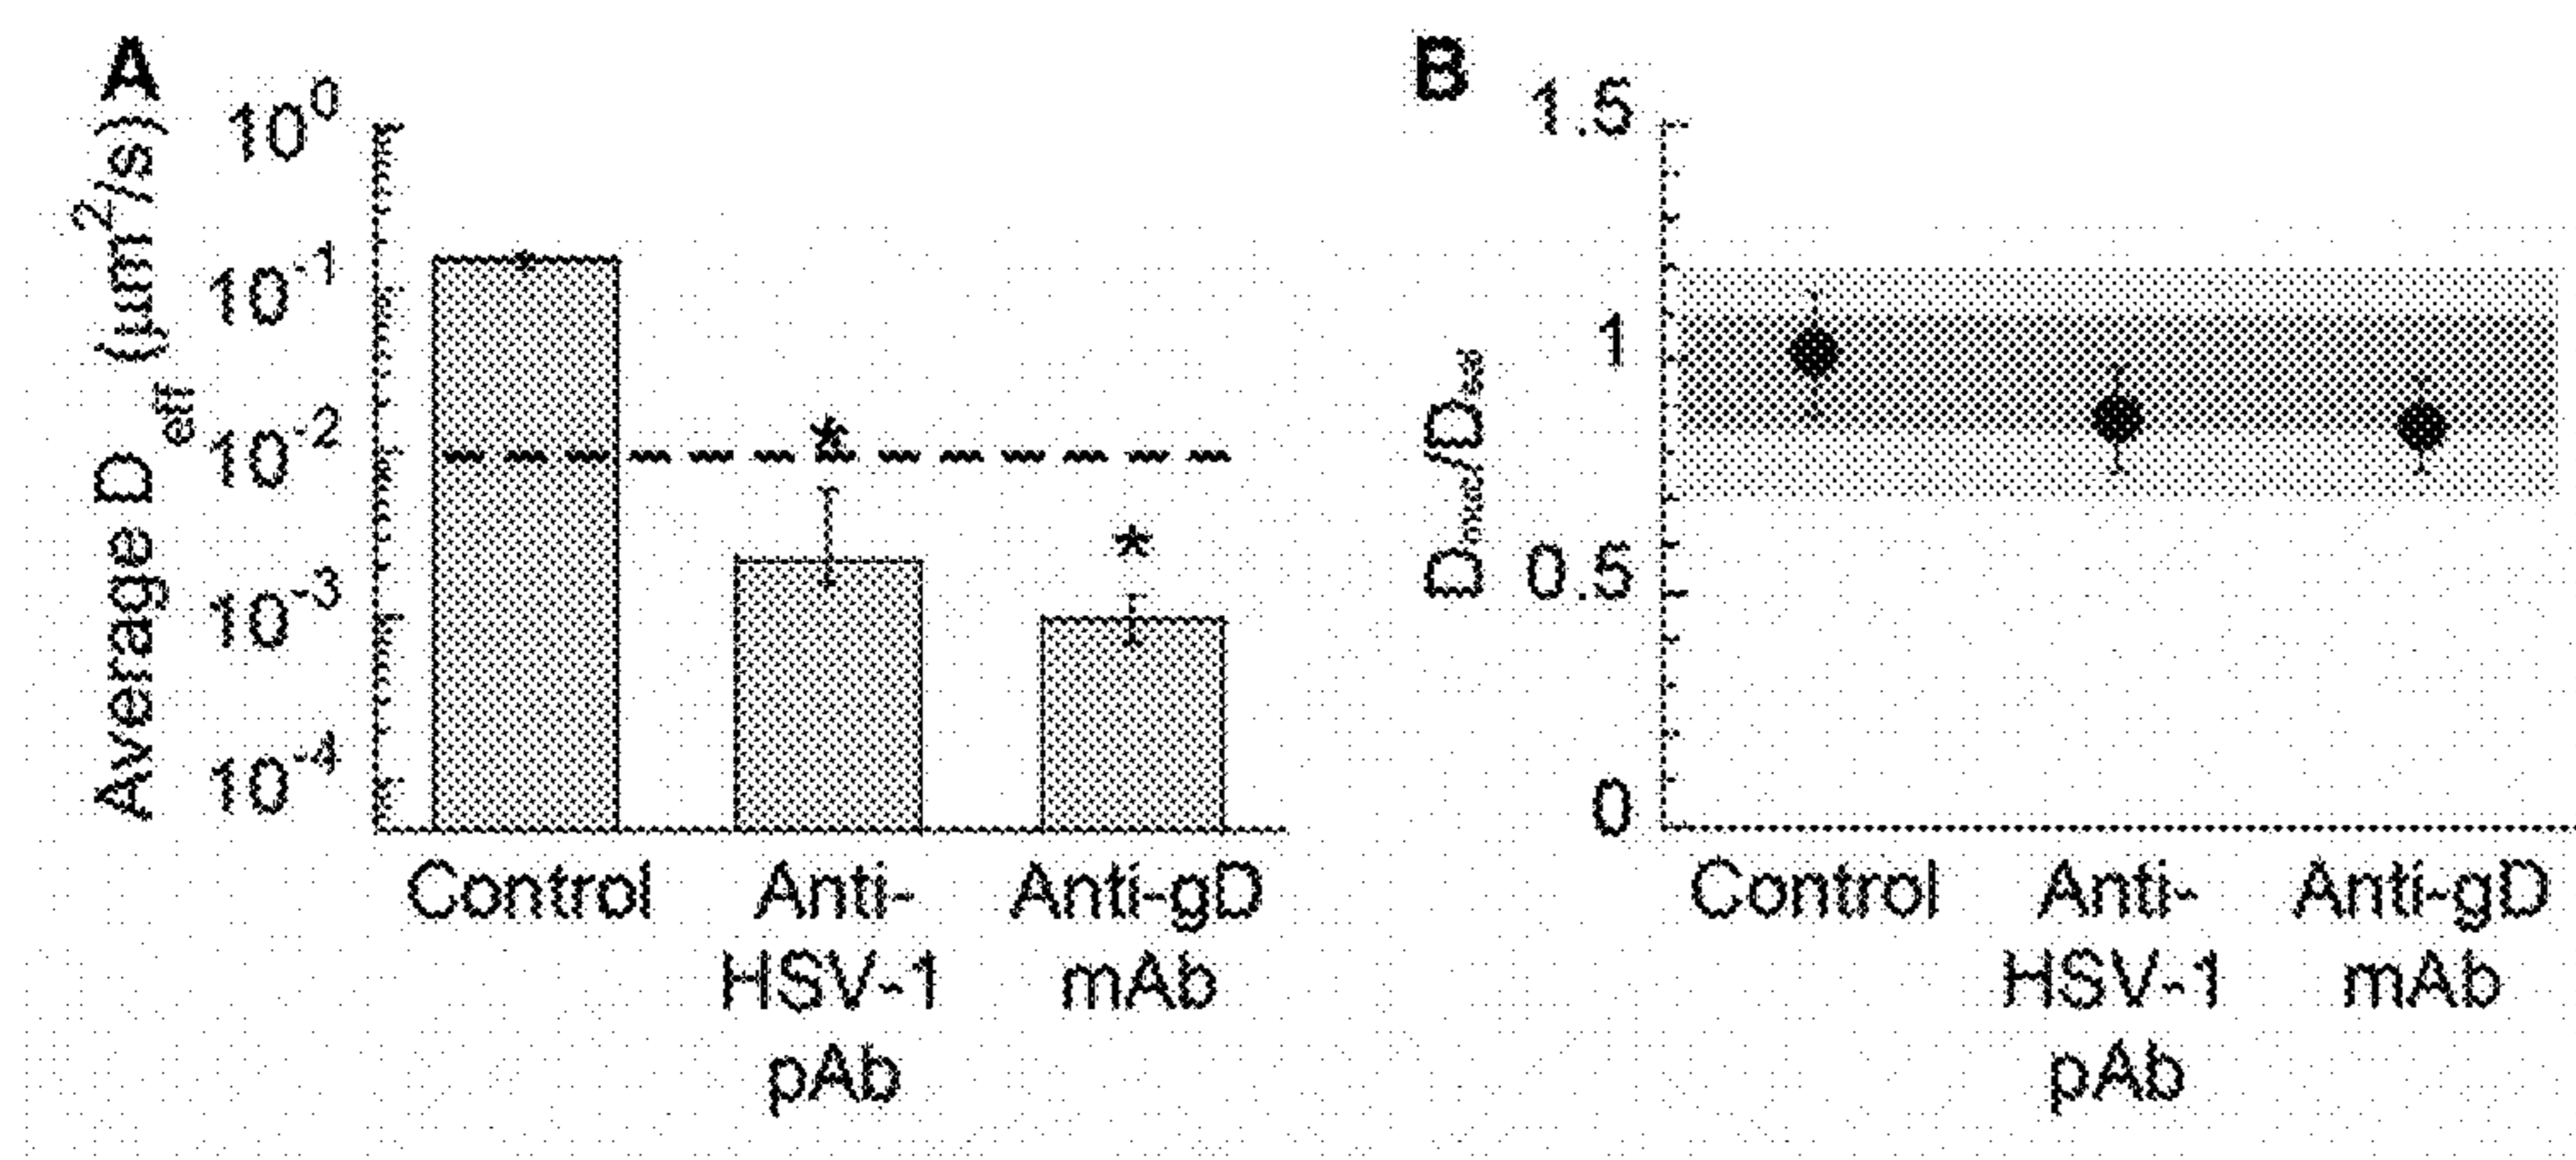 A
Average D_eff (μm²/s)
10⁰
10⁻¹
10⁻²
10⁻³
10⁻⁴
*
*
Control
Anti-
HSV-1
pAb
Anti-gD
mAb
B
1.5
1
0.5
0
Control
Anti-
HSV-1
pAb
Anti-gD
mAb